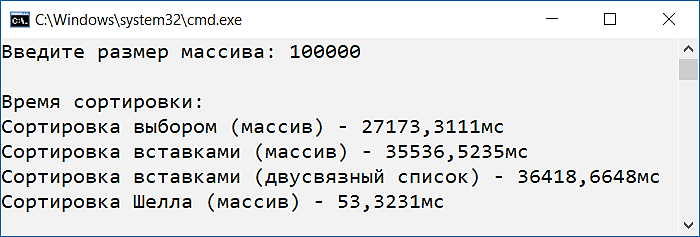 C:\Windows\system32\cmd.exe
Введите размер массива: 100000
Время сортировки:
Сортировка выбором (массив) - 27173,3111мс
Сортировка вставками (массив) - 35536,5235мс
Сортировка вставками (двусвязный список) - 36418,6648мс
Сортировка Шелла (массив) - 53,3231мс